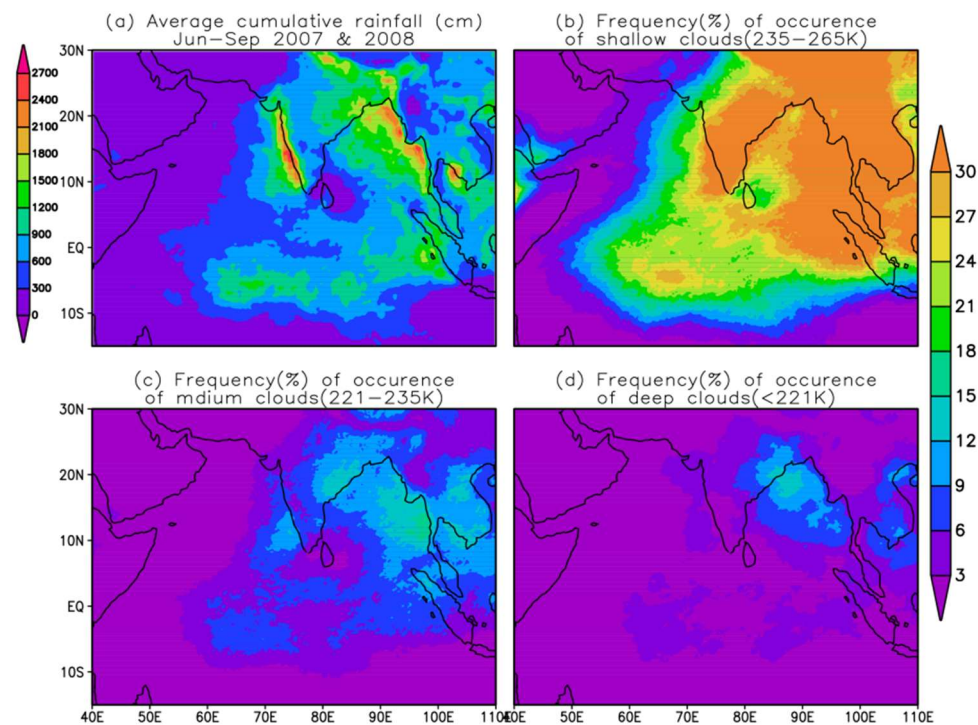 (a) Average cumulative rainfall (cm)
Jun-Sep 2007 & 2008
(b) Frequency(%) of occurence
of shallow clouds(235-265K)
30N
20N
10N
EQ
10S
2700
2400
2100
1800
1500
1200
900
600
300
0
30
27
24
21
18
15
12
9
6
3
(c) Frequency(%) of occurence
of mdium clouds(221-235K)
(d) Frequency(%) of occurence
of deep clouds(<221K)
30N
20N
10N
EQ
10S
40E 50E 60E 70E 80E 90E 100E 110E
50E 60E 70E 80E 90E 100E 110E